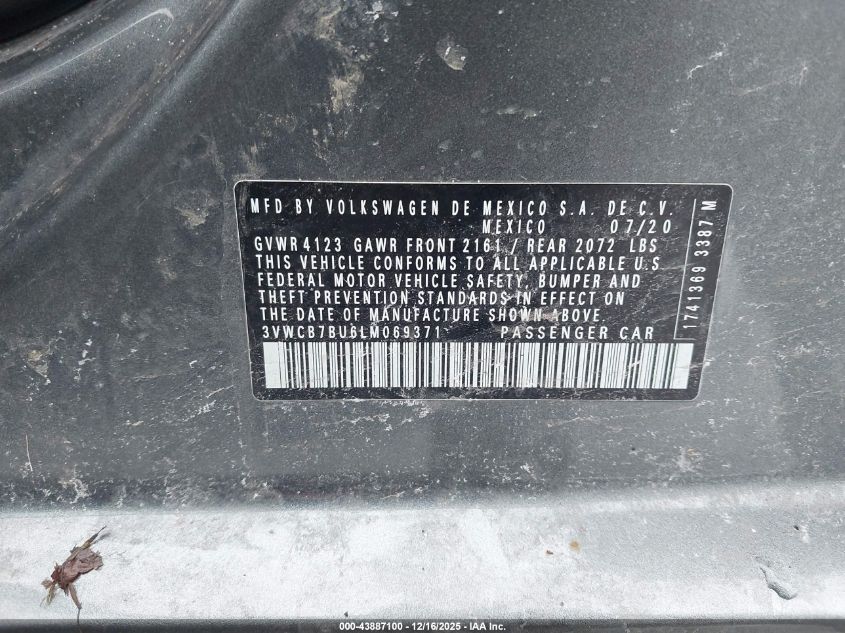 MFD BY VOLKSWAGEN DE MEXICO S.A. DE C.V.
MEXICO 07/20
GVWR 4123 GAWR FRONT 2161 / REAR 2072 LBS
THIS VEHICLE CONFORMS TO ALL APPLICABLE U.S
FEDERAL MOTOR VEHICLE SAFETY, BUMPER AND
THEFT PREVENTION STANDARDS IN EFFECT ON
THE DATE OF MANUFACTURE SHOWN ABOVE.
3VWCB7BU6LM069371 PASSENGER CAR
1741369 3387 M
000-43887100 - 12/16/2025 - IAA Inc.